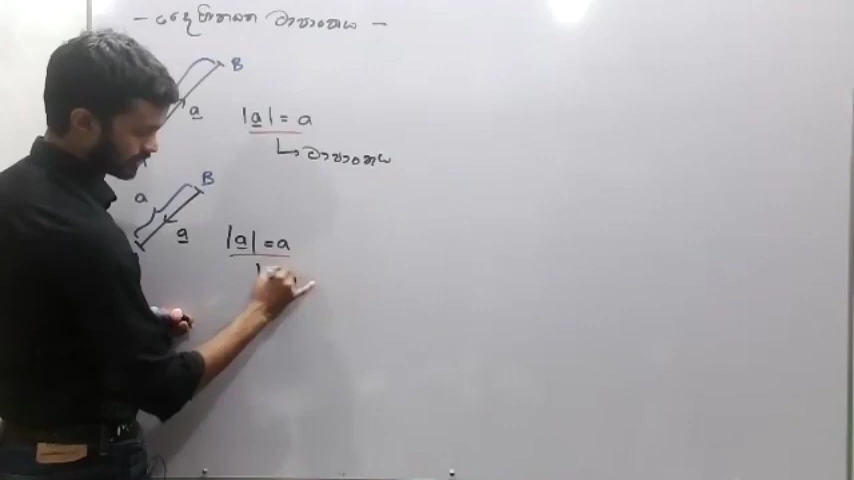 - දෛශිකයක මාපාංකය -
B
a
|a| = a
↳ මාපාංකය
B
a
a
|a| = a